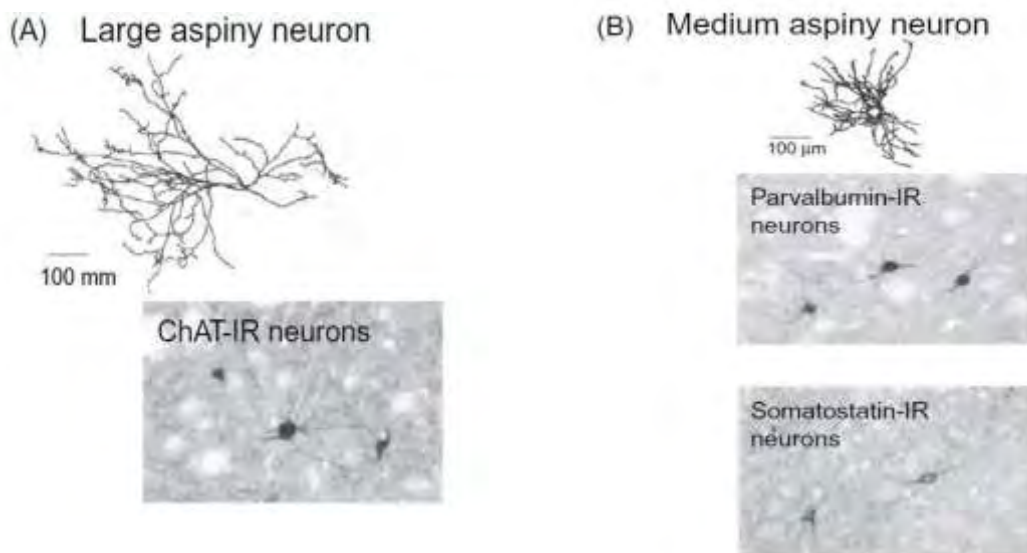 (A) Large aspiny neuron
100 mm
ChAT-IR neurons
(B) Medium aspiny neuron
100 µm
Parvalbumin-IR
neurons
Somatostatin-IR
neurons